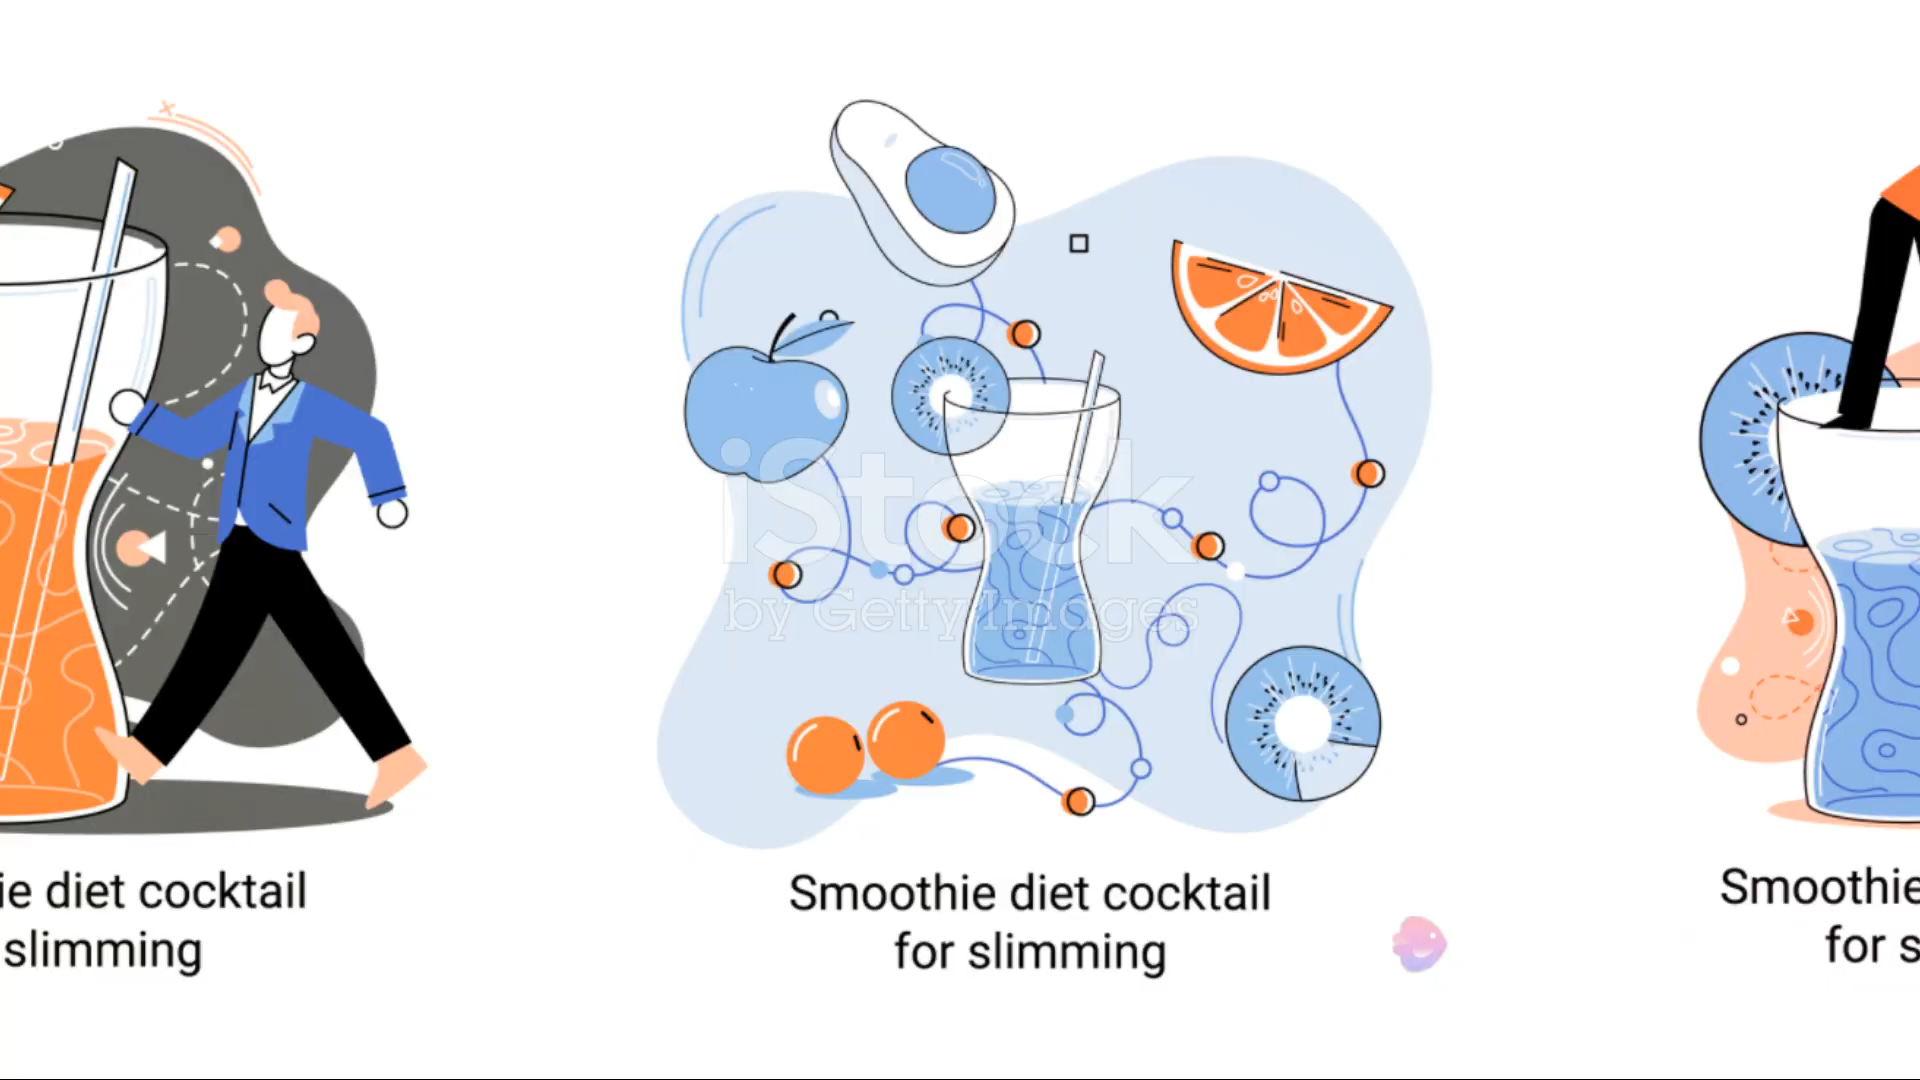 iStock
by Getty Images
ie diet cocktail
slimming
Smoothie diet cocktail
for slimming
Smoothie
for s